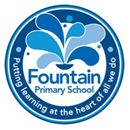 Fountain
Primary School
• Putting learning at the heart of all we do •